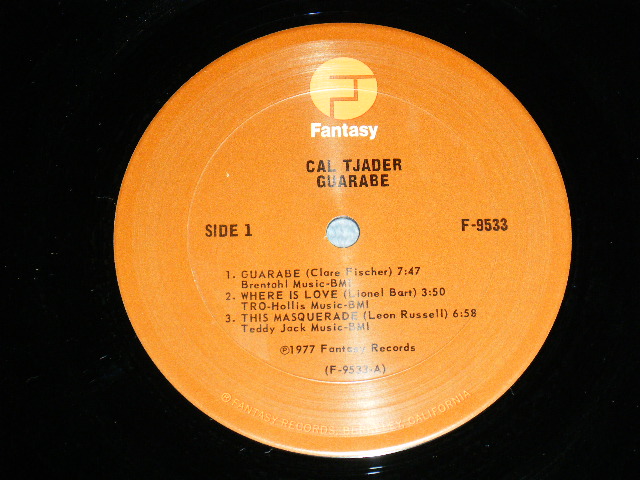 Fantasy
CAL TJADER
GUARABE
SIDE 1
F-9533
1. GUARABE (Clare Fischer) 7:47
Brentahl Music-BMI
2. WHERE IS LOVE (Lionel Bart) 3:50
TRO-Hollis Music-BMI
3. THIS MASQUERADE (Leon Russell) 6:58
Teddy Jack Music-BMI
℗1977 Fantasy Records
(F-9533-A)
℗ FANTASY RECORDS, BERKELEY, CALIFORNIA